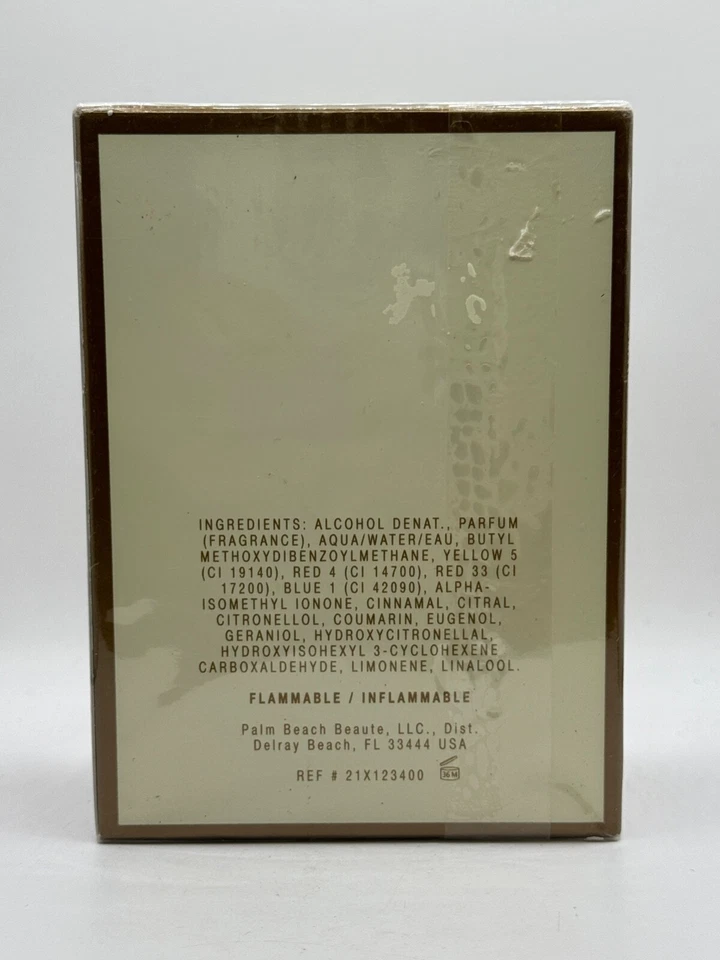 INGREDIENTS: ALCOHOL DENAT., PARFUM
(FRAGRANCE), AQUA/WATER/EAU, BUTYL
METHOXYDIBENZOYLMETHANE, YELLOW 5
(CI 19140), RED 4 (CI 14700), RED 33 (CI
17200), BLUE 1 (CI 42090), ALPHA-
ISOMETHYL IONONE, CINNAMAL, CITRAL,
CITRONELLOL, COUMARIN, EUGENOL,
GERANIOL, HYDROXYCITRONELLAL,
HYDROXYISOHEXYL 3-CYCLOHEXENE
CARBOXALDEHYDE, LIMONENE, LINALOOL.
FLAMMABLE / INFLAMMABLE
Palm Beach Beaute, LLC., Dist.
Delray Beach, FL 33444 USA
REF # 21X123400 36 M